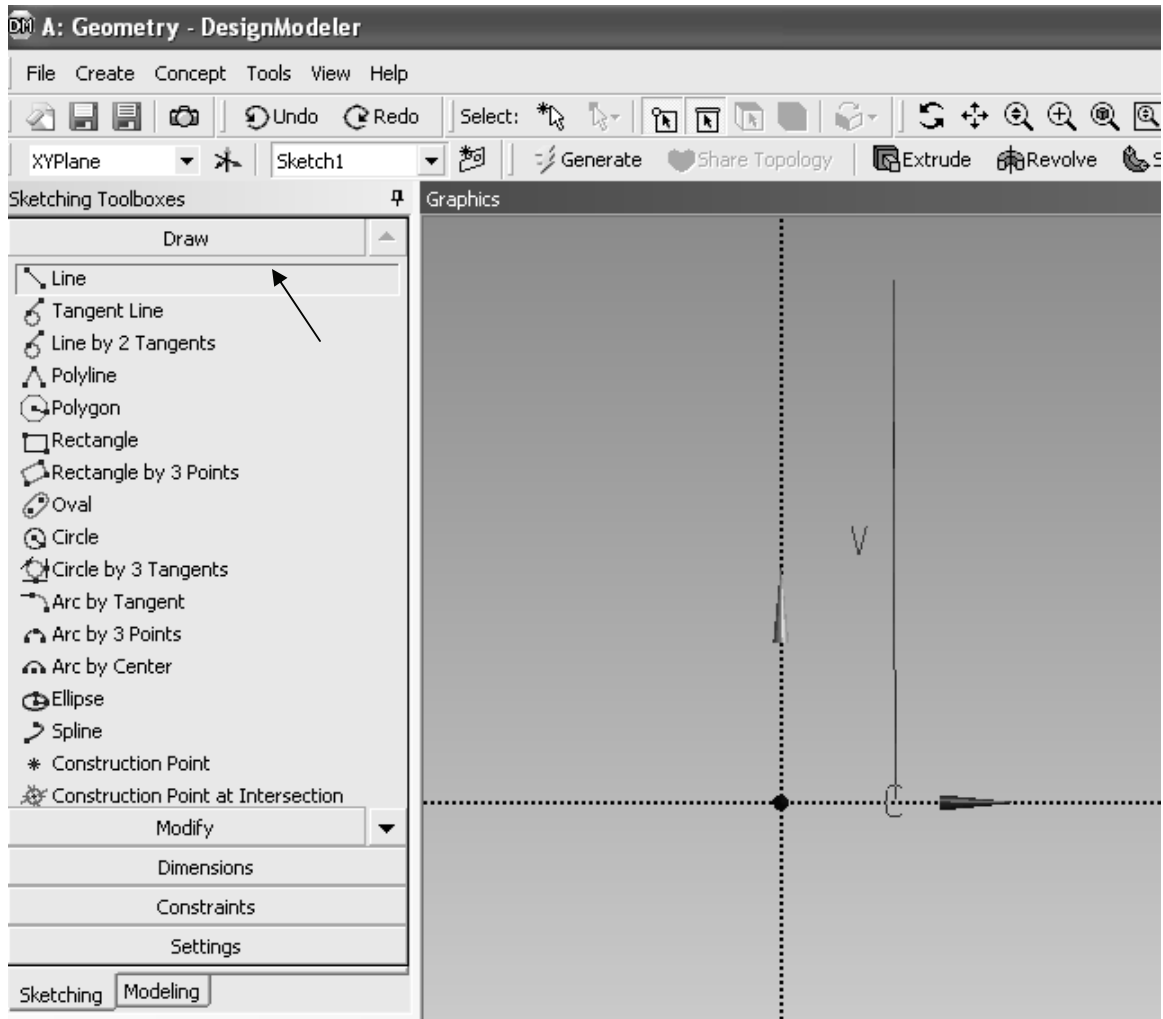 DM A: Geometry - DesignModeler
File Create Concept Tools View Help
Undo Redo Select:
XYPlane Sketch1 Generate Share Topology Extrude Revolve S
Sketching Toolboxes
Graphics
Draw
Line
Tangent Line
Line by 2 Tangents
Polyline
Polygon
Rectangle
Rectangle by 3 Points
Oval
Circle
Circle by 3 Tangents
Arc by Tangent
Arc by 3 Points
Arc by Center
Ellipse
Spline
Construction Point
Construction Point at Intersection
Modify
Dimensions
Constraints
Settings
Sketching Modeling
V
C